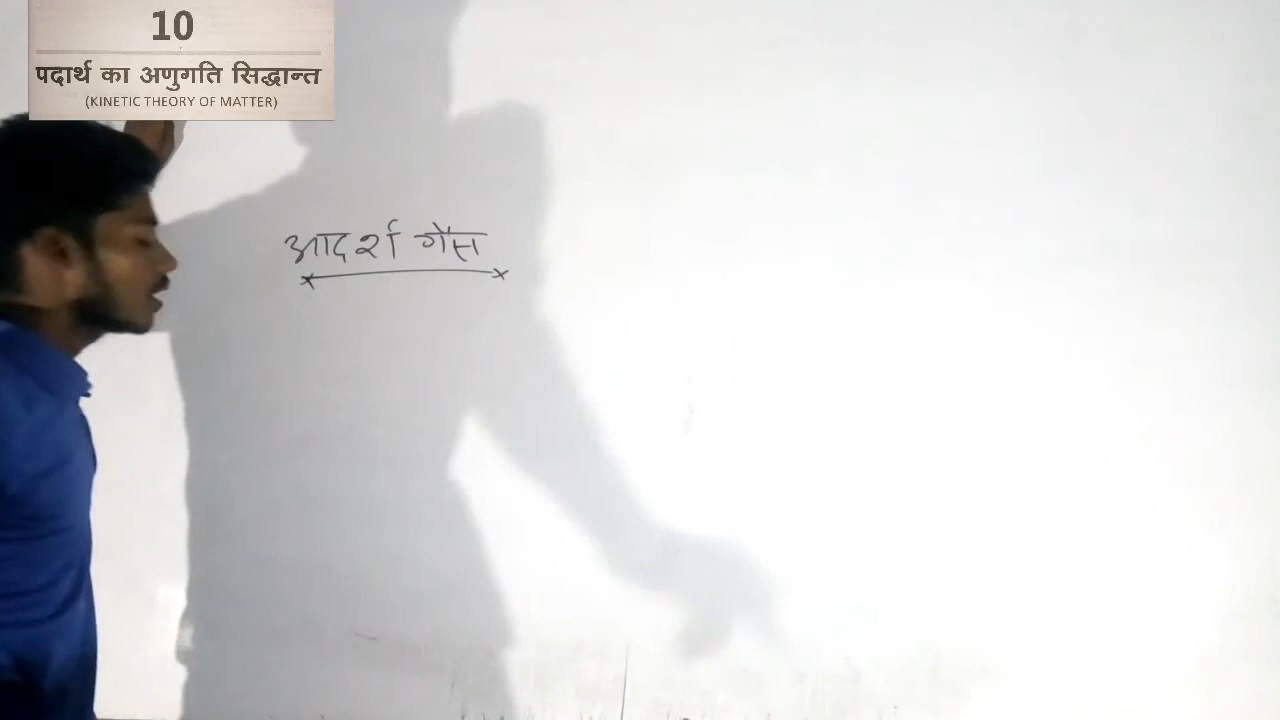 10
पदार्थ का अणुगति सिद्धान्त
(KINETIC THEORY OF MATTER)
आदर्श गैस